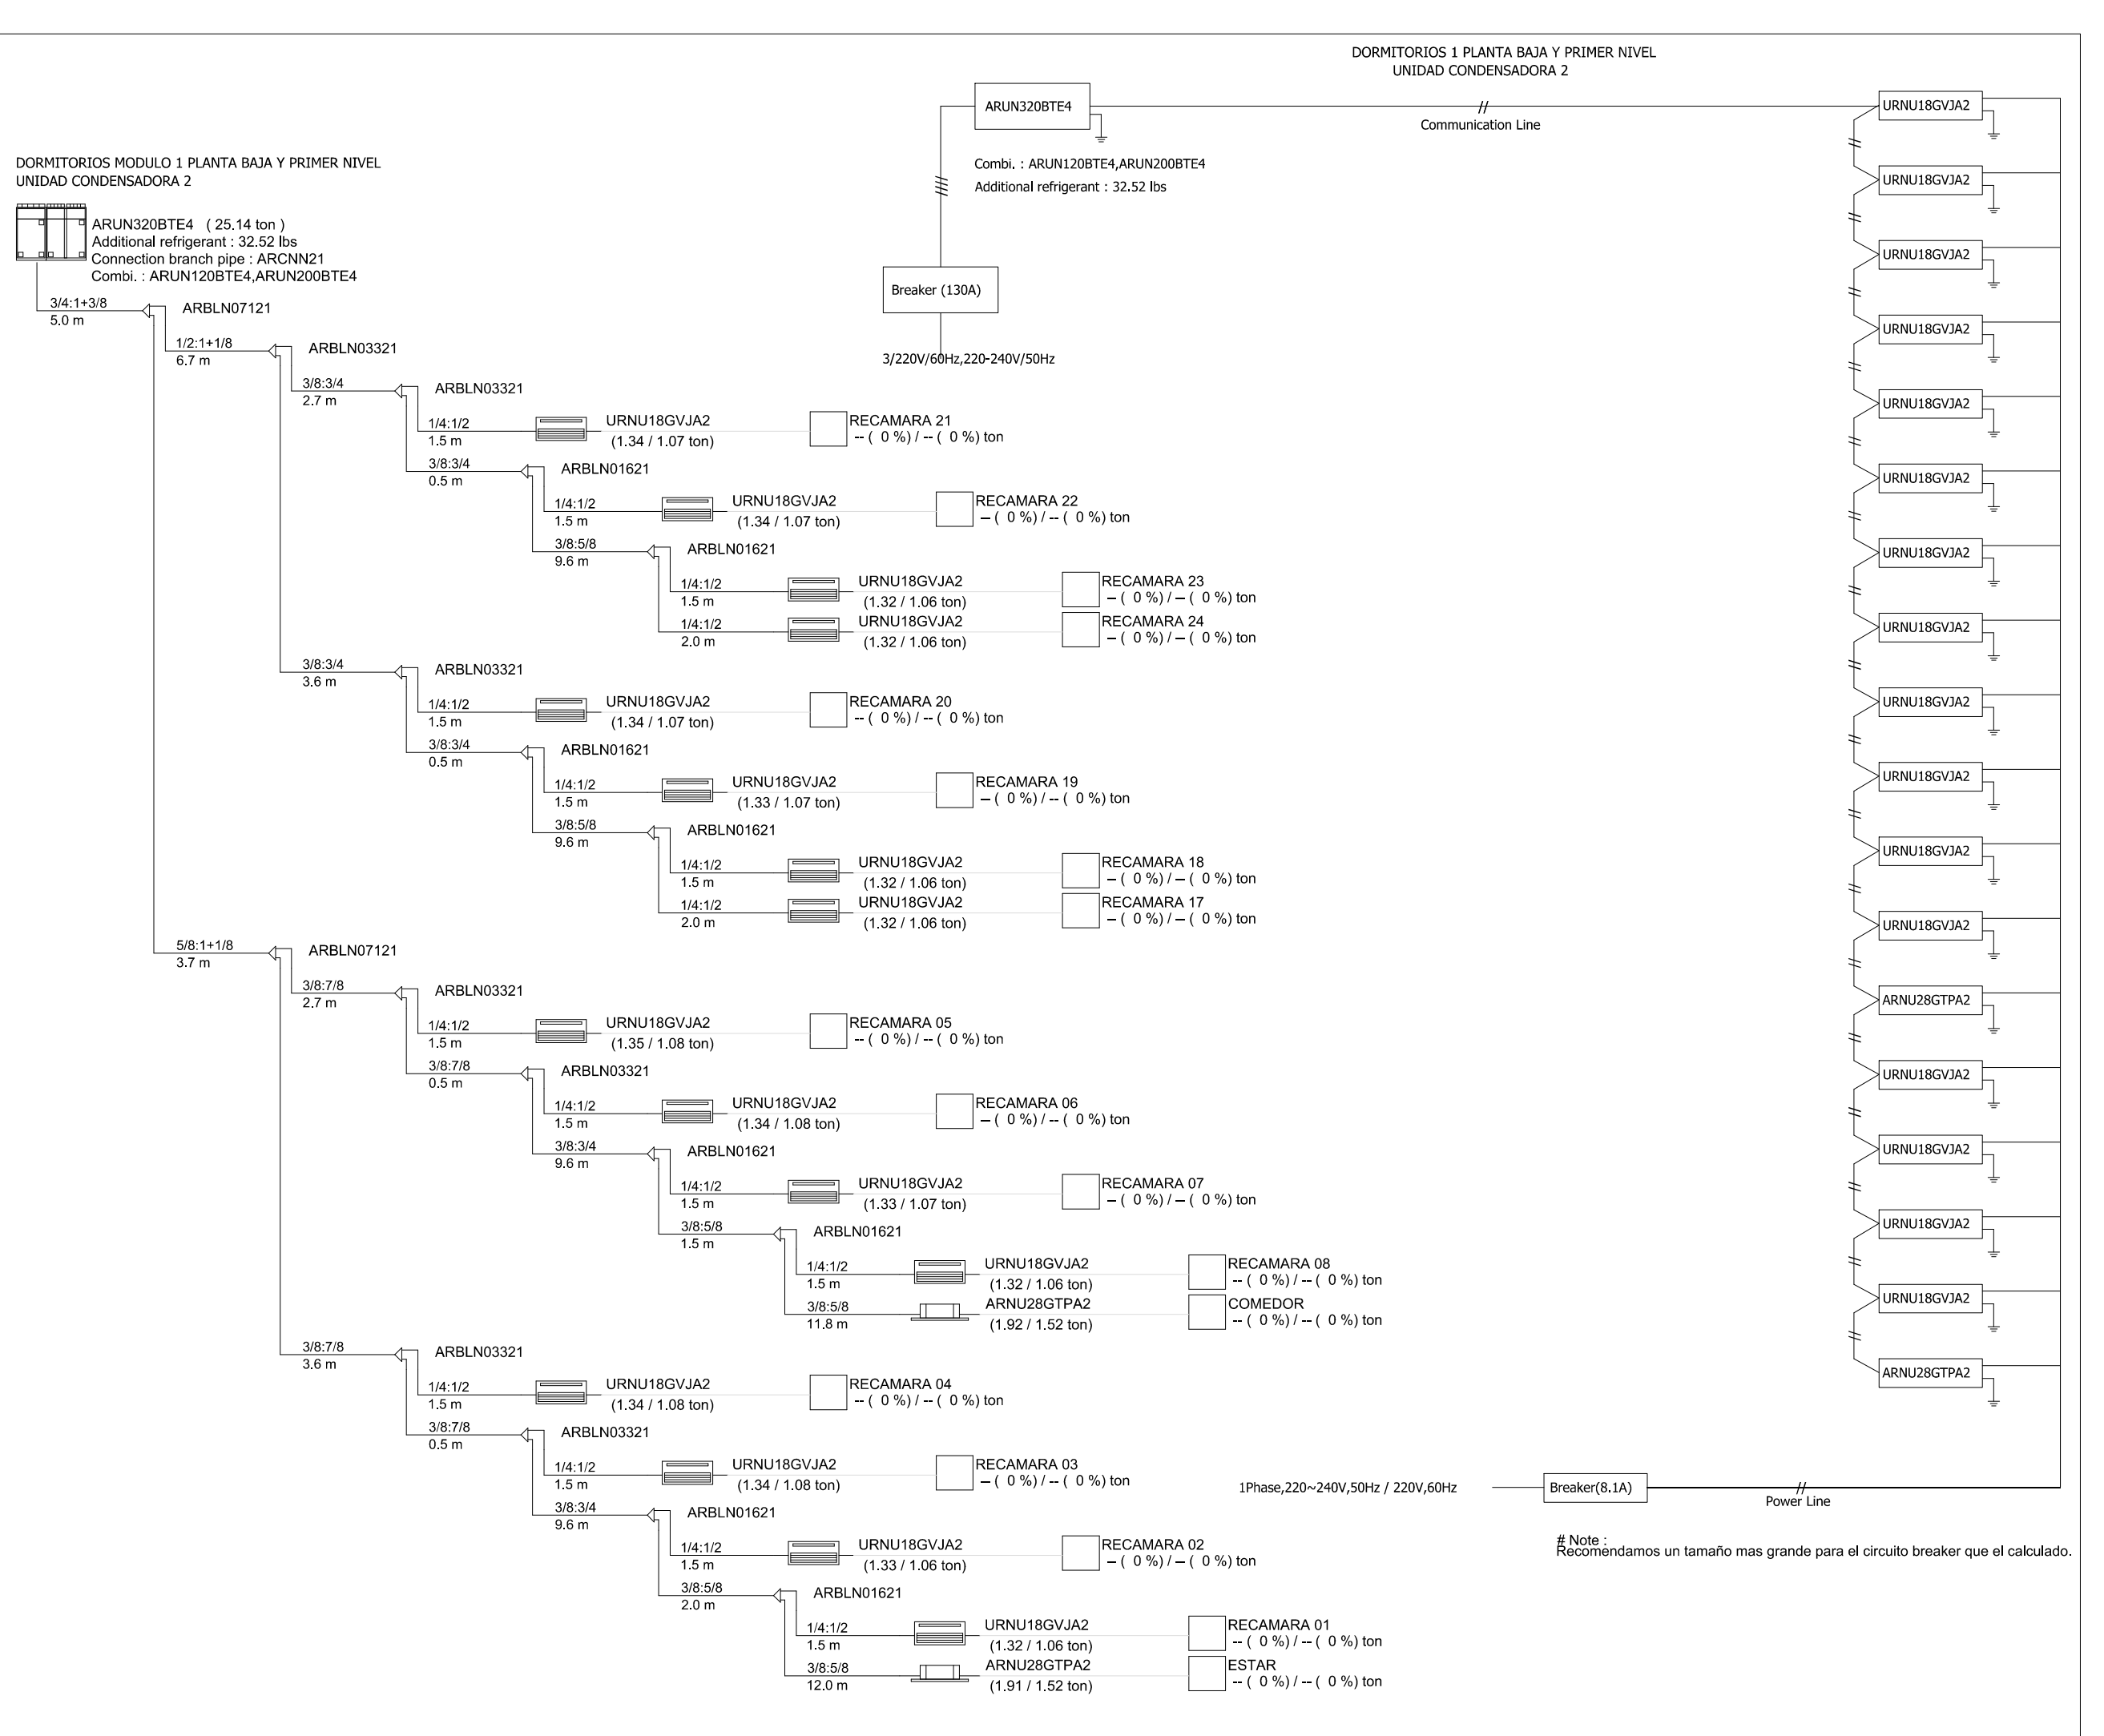 DORMITORIOS 1 PLANTA BAJA Y PRIMER NIVEL
UNIDAD CONDENSADORA 2
ARUN320BTE4
Communication Line
Combi. : ARUN120BTE4,ARUN200BTE4
Additional refrigerant : 32.52 lbs
Breaker (130A)
3/220V/60Hz,220-240V/50Hz
DORMITORIOS MODULO 1 PLANTA BAJA Y PRIMER NIVEL
UNIDAD CONDENSADORA 2
ARUN320BTE4 ( 25.14 ton )
Additional refrigerant : 32.52 lbs
Connection branch pipe : ARCNN21
Combi. : ARUN120BTE4,ARUN200BTE4
3/4:1+3/8
5.0 m
ARBLN07121
1/2:1+1/8
6.7 m
ARBLN03321
3/8:3/4
2.7 m
ARBLN03321
1/4:1/2
1.5 m
URNU18GVJA2
(1.34 / 1.07 ton)
RECAMARA 21
-- ( 0 %) / -- ( 0 %) ton
3/8:3/4
0.5 m
ARBLN01621
1/4:1/2
1.5 m
URNU18GVJA2
(1.34 / 1.07 ton)
RECAMARA 22
-- ( 0 %) / -- ( 0 %) ton
3/8:5/8
9.6 m
ARBLN01621
1/4:1/2
1.5 m
URNU18GVJA2
(1.32 / 1.06 ton)
RECAMARA 23
-- ( 0 %) / -- ( 0 %) ton
1/4:1/2
2.0 m
URNU18GVJA2
(1.32 / 1.06 ton)
RECAMARA 24
-- ( 0 %) / -- ( 0 %) ton
3/8:3/4
3.6 m
ARBLN03321
1/4:1/2
1.5 m
URNU18GVJA2
(1.34 / 1.07 ton)
RECAMARA 20
-- ( 0 %) / -- ( 0 %) ton
3/8:3/4
0.5 m
ARBLN01621
1/4:1/2
1.5 m
URNU18GVJA2
(1.33 / 1.07 ton)
RECAMARA 19
-- ( 0 %) / -- ( 0 %) ton
3/8:5/8
9.6 m
ARBLN01621
1/4:1/2
1.5 m
URNU18GVJA2
(1.32 / 1.06 ton)
RECAMARA 18
-- ( 0 %) / -- ( 0 %) ton
1/4:1/2
2.0 m
URNU18GVJA2
(1.32 / 1.06 ton)
RECAMARA 17
-- ( 0 %) / -- ( 0 %) ton
5/8:1+1/8
3.7 m
ARBLN07121
3/8:7/8
2.7 m
ARBLN03321
1/4:1/2
1.5 m
URNU18GVJA2
(1.35 / 1.08 ton)
RECAMARA 05
-- ( 0 %) / -- ( 0 %) ton
3/8:7/8
0.5 m
ARBLN03321
1/4:1/2
1.5 m
URNU18GVJA2
(1.34 / 1.08 ton)
RECAMARA 06
-- ( 0 %) / -- ( 0 %) ton
3/8:3/4
9.6 m
ARBLN01621
1/4:1/2
1.5 m
URNU18GVJA2
(1.33 / 1.07 ton)
RECAMARA 07
-- ( 0 %) / -- ( 0 %) ton
3/8:5/8
1.5 m
ARBLN01621
1/4:1/2
1.5 m
URNU18GVJA2
(1.32 / 1.06 ton)
RECAMARA 08
-- ( 0 %) / -- ( 0 %) ton
3/8:5/8
11.8 m
ARNU28GTPA2
(1.92 / 1.52 ton)
COMEDOR
-- ( 0 %) / -- ( 0 %) ton
3/8:7/8
3.6 m
ARBLN03321
1/4:1/2
1.5 m
URNU18GVJA2
(1.34 / 1.08 ton)
RECAMARA 04
-- ( 0 %) / -- ( 0 %) ton
3/8:7/8
0.5 m
ARBLN03321
1/4:1/2
1.5 m
URNU18GVJA2
(1.34 / 1.08 ton)
RECAMARA 03
-- ( 0 %) / -- ( 0 %) ton
3/8:3/4
9.6 m
ARBLN01621
1/4:1/2
1.5 m
URNU18GVJA2
(1.33 / 1.06 ton)
RECAMARA 02
-- ( 0 %) / -- ( 0 %) ton
3/8:5/8
2.0 m
ARBLN01621
1/4:1/2
1.5 m
URNU18GVJA2
(1.32 / 1.06 ton)
RECAMARA 01
-- ( 0 %) / -- ( 0 %) ton
3/8:5/8
12.0 m
ARNU28GTPA2
(1.91 / 1.52 ton)
ESTAR
-- ( 0 %) / -- ( 0 %) ton
URNU18GVJA2
URNU18GVJA2
URNU18GVJA2
URNU18GVJA2
URNU18GVJA2
URNU18GVJA2
URNU18GVJA2
URNU18GVJA2
URNU18GVJA2
URNU18GVJA2
URNU18GVJA2
URNU18GVJA2
ARNU28GTPA2
URNU18GVJA2
URNU18GVJA2
URNU18GVJA2
URNU18GVJA2
ARNU28GTPA2
1Phase,220~240V,50Hz / 220V,60Hz
Breaker(8.1A)
Power Line
# Note :
Recomendamos un tamaño mas grande para el circuito breaker que el calculado.